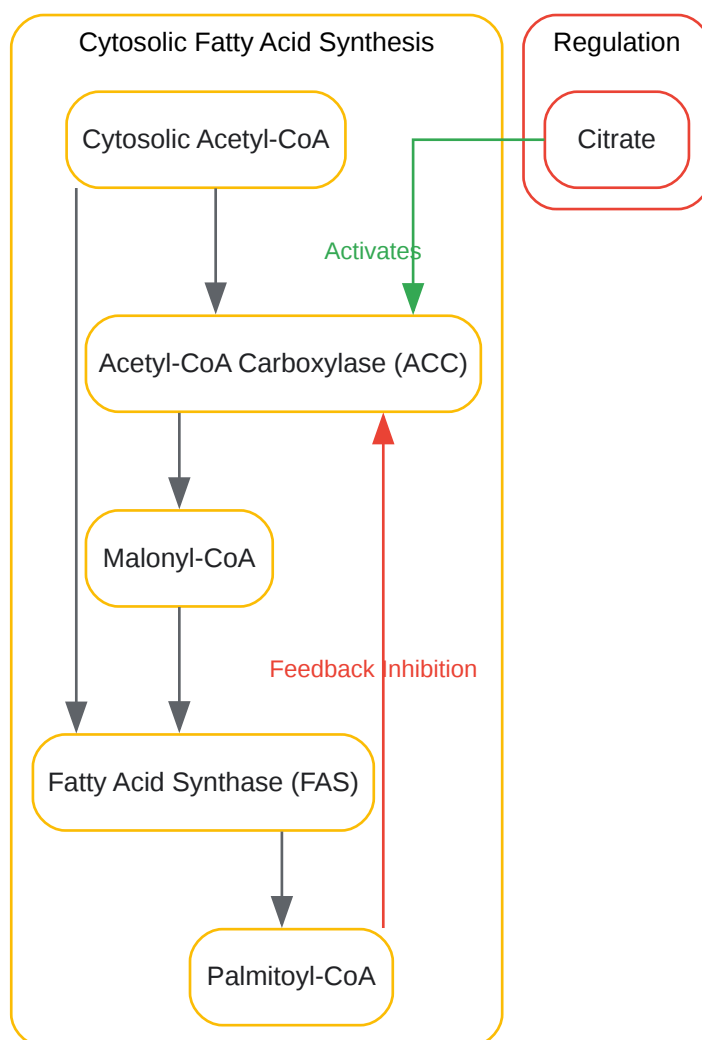 Cytosolic Fatty Acid Synthesis
Regulation
Cytosolic Acetyl-CoA
Citrate
Activates
Acetyl-CoA Carboxylase (ACC)
Malonyl-CoA
Feedback Inhibition
Fatty Acid Synthase (FAS)
Palmitoyl-CoA